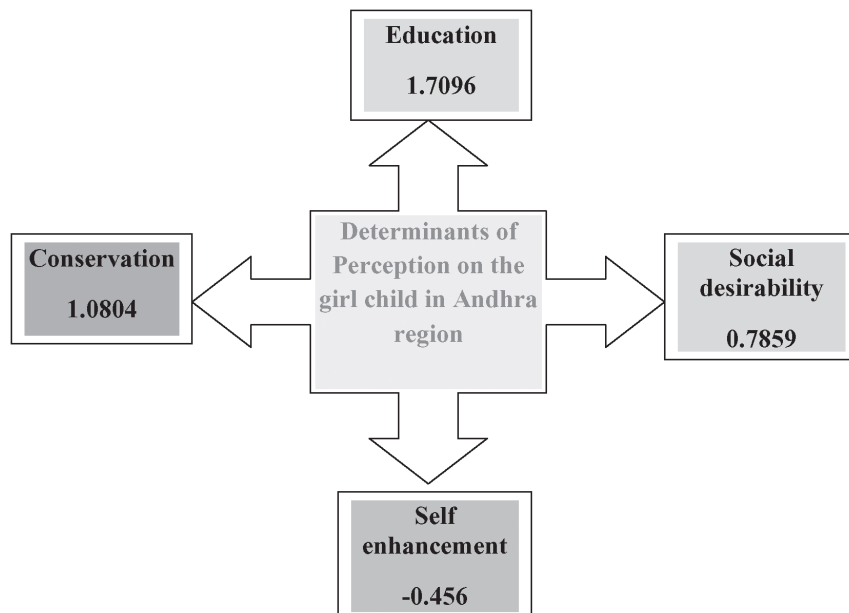 Education
1.7096
Conservation
1.0804
Determinants of
Perception on the
girl child in Andhra
region
Social
desirability
0.7859
Self
enhancement
-0.456